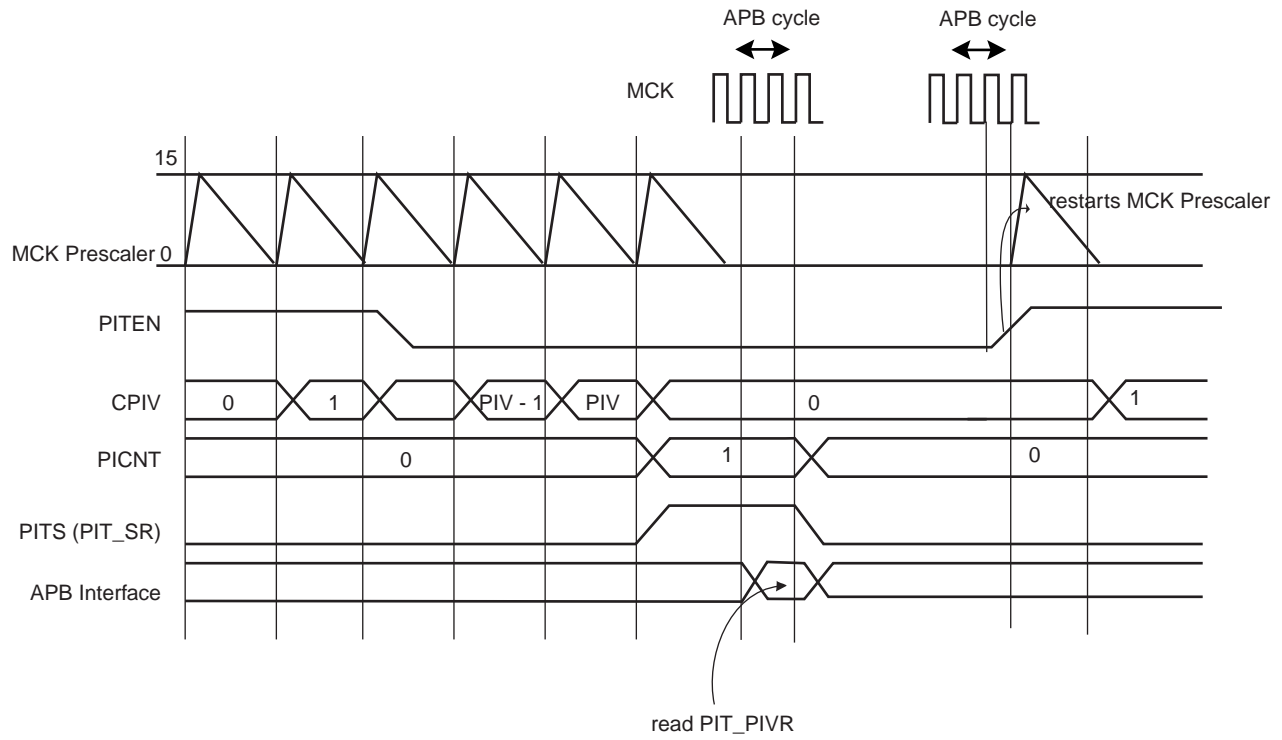 APB cycle
APB cycle
MCK
15
restarts MCK Prescaler
MCK Prescaler 0
PITEN
CPIV
0
1
PIV - 1
PIV
0
1
PICNT
0
1
0
PITS (PIT_SR)
APB Interface
read PIT_PIVR